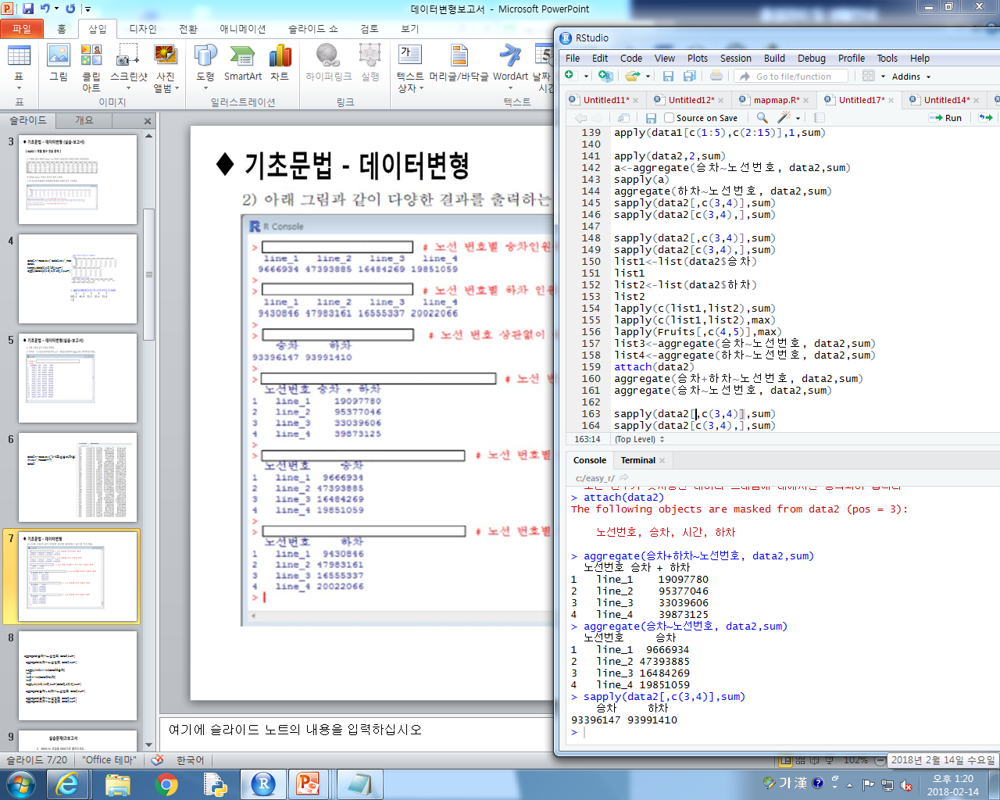 데이터변형보고서 - Microsoft PowerPoint
파일 홈 삽입 디자인 전환 애니메이션 슬라이드 쇼 검토 보기
표 그림 클립 아트 스크린샷 사진 앨범 도형 SmartArt 차트 하이퍼링크 실행 텍스트 상자 머리글/바닥글 WordArt 날짜 시간
표 이미지 일러스트레이션 링크 텍스트
슬라이드 개요
3
◆ 기초문법 - 데이터변형 (실습-보고서)
4
5
◆ 기초문법 - 데이터변형(실습-보고서)
6
7
◆ 기초문법 - 데이터변형
8
9
실습문제(2)보고서
◆ 기초문법 - 데이터변형
2) 아래 그림과 같이 다양한 결과를 출력하는
R Console
> # 노선 번호별 승차인원
line_1 line_2 line_3 line_4
9666934 47393885 16484269 19851059
>
> # 노선 번호별 하차 인원
line_1 line_2 line_3 line_4
9430846 47983161 16555337 20022066
>
> # 노선 번호 상관없이
승차 하차
93396147 93991410
>
> # 노선 번
노선번호 승차 + 하차
1 line_1 19097780
2 line_2 95377046
3 line_3 33039606
4 line_4 39873125
>
> # 노선 번호별
노선번호 승차
1 line_1 9666934
2 line_2 47393885
3 line_3 16484269
4 line_4 19851059
>
> # 노선 번호별
노선번호 하차
1 line_1 9430846
2 line_2 47983161
3 line_3 16555337
4 line_4 20022066
>
여기에 슬라이드 노트의 내용을 입력하십시오
슬라이드 7/20 "Office 테마" 한국어
102%
RStudio
File Edit Code View Plots Session Build Debug Profile Tools Help
Go to file/function Addins
Untitled11* Untitled12* mapmap.R* Untitled17* Untitled14*
Source on Save Run
139 apply(data1[c(1:5),c(2:15)],1,sum)
140
141 apply(data2,2,sum)
142 a<-aggregate(승차~노선번호, data2,sum)
143 sapply(a)
144 aggregate(하차~노선번호, data2,sum)
145 sapply(data2[,c(3,4)],sum)
146 sapply(data2[c(3,4),],sum)
147
148 sapply(data2[,c(3,4)],sum)
149 sapply(data2[c(3,4),],sum)
150 list1<-list(data2$승차)
151 list1
152 list2<-list(data2$하차)
153 list2
154 lapply(c(list1,list2),sum)
155 lapply(c(list1,list2),max)
156 lapply(Fruits[,c(4,5)],max)
157 list3<-aggregate(승차~노선번호, data2,sum)
158 list4<-aggregate(하차~노선번호, data2,sum)
159 attach(data2)
160 aggregate(승차+하차~노선번호, data2,sum)
161 aggregate(승차~노선번호, data2,sum)
162
163 sapply(data2[,c(3,4)],sum)
164 sapply(data2[c(3,4),],sum)
163:14 (Top Level)
Console Terminal
c:/easy_r/
> attach(data2)
The following objects are masked from data2 (pos = 3):
노선번호, 승차, 시간, 하차
> aggregate(승차+하차~노선번호, data2,sum)
노선번호 승차 + 하차
1 line_1 19097780
2 line_2 95377046
3 line_3 33039606
4 line_4 39873125
> aggregate(승차~노선번호, data2,sum)
노선번호 승차
1 line_1 9666934
2 line_2 47393885
3 line_3 16484269
4 line_4 19851059
> sapply(data2[,c(3,4)],sum)
승차 하차
93396147 93991410
>
2018년 2월 14일 수요일
가 漢
오후 1:20
2018-02-14